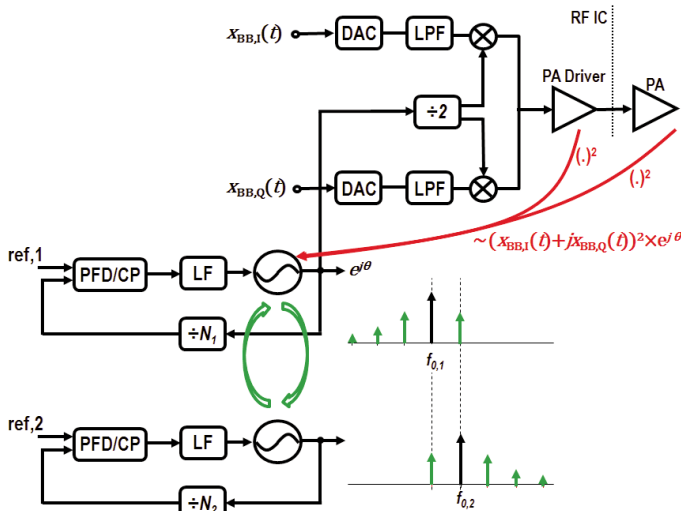 RF IC
x_BB,I(t)
DAC
LPF
PA Driver
PA
÷2
(.)²
(.)²
x_BB,Q(t)
DAC
LPF
~(x_BB,I(t)+jx_BB,Q(t))²×e^jθ
ref,1
PFD/CP
LF
e^jθ
÷N₁
f₀,₁
ref,2
PFD/CP
LF
÷N₂
f₀,₂